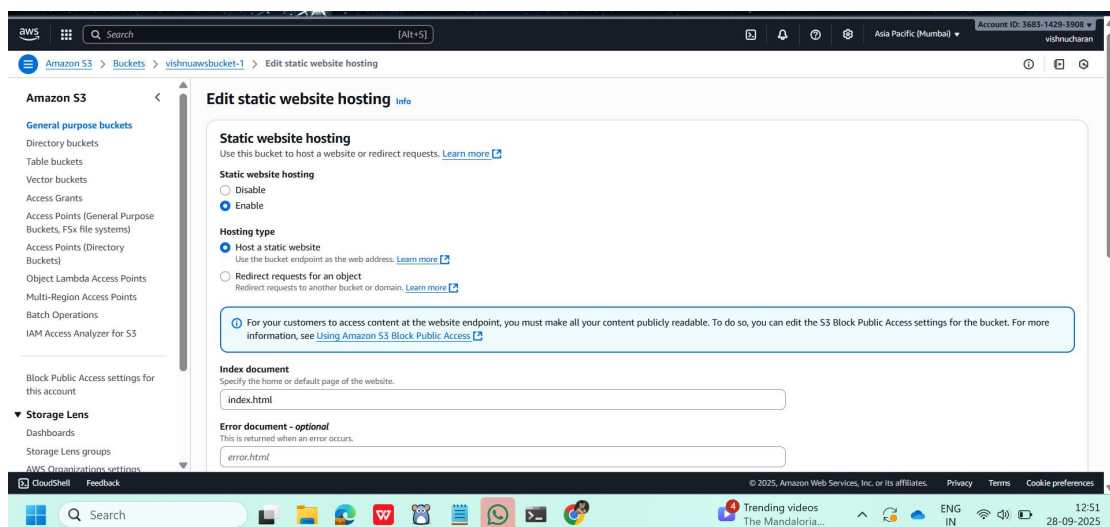 aws
Search
[Alt+S]
Asia Pacific (Mumbai)
Account ID: 3683-1429-3908
vishnucharan
Amazon S3 > Buckets > vishnuawsbucket-1 > Edit static website hosting
Amazon S3
General purpose buckets
Directory buckets
Table buckets
Vector buckets
Access Grants
Access Points (General Purpose
Buckets, FSx file systems)
Access Points (Directory
Buckets)
Object Lambda Access Points
Multi-Region Access Points
Batch Operations
IAM Access Analyzer for S3
Block Public Access settings for
this account
Storage Lens
Dashboards
Storage Lens groups
AWS Organizations settings
Edit static website hosting Info
Static website hosting
Use this bucket to host a website or redirect requests. Learn more
Static website hosting
Disable
Enable
Hosting type
Host a static website
Use the bucket endpoint as the web address. Learn more
Redirect requests for an object
Redirect requests to another bucket or domain. Learn more
For your customers to access content at the website endpoint, you must make all your content publicly readable. To do so, you can edit the S3 Block Public Access settings for the bucket. For more
information, see Using Amazon S3 Block Public Access
Index document
Specify the home or default page of the website.
index.html
Error document - optional
This is returned when an error occurs.
error.html
CloudShell Feedback
© 2025, Amazon Web Services, Inc. or its affiliates. Privacy Terms Cookie preferences
Search
W
4
Trending videos
The Mandaloria...
ENG
IN
12:51
28-09-2025